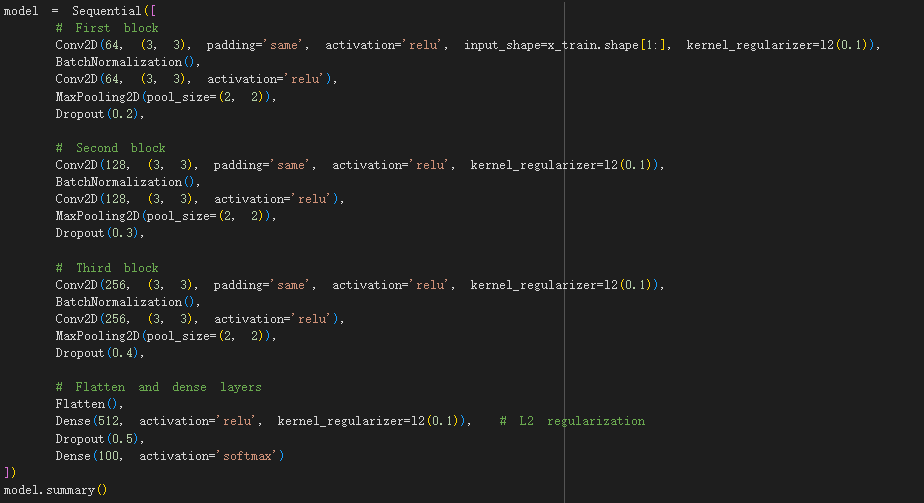 model = Sequential([
# First block
Conv2D(64, (3, 3), padding='same', activation='relu', input_shape=x_train.shape[1:], kernel_regularizer=l2(0.1)),
BatchNormalization(),
Conv2D(64, (3, 3), activation='relu'),
MaxPooling2D(pool_size=(2, 2)),
Dropout(0.2),
# Second block
Conv2D(128, (3, 3), padding='same', activation='relu', kernel_regularizer=l2(0.1)),
BatchNormalization(),
Conv2D(128, (3, 3), activation='relu'),
MaxPooling2D(pool_size=(2, 2)),
Dropout(0.3),
# Third block
Conv2D(256, (3, 3), padding='same', activation='relu', kernel_regularizer=l2(0.1)),
BatchNormalization(),
Conv2D(256, (3, 3), activation='relu'),
MaxPooling2D(pool_size=(2, 2)),
Dropout(0.4),
# Flatten and dense layers
Flatten(),
Dense(512, activation='relu', kernel_regularizer=l2(0.1)), # L2 regularization
Dropout(0.5),
Dense(100, activation='softmax')
])
model.summary()